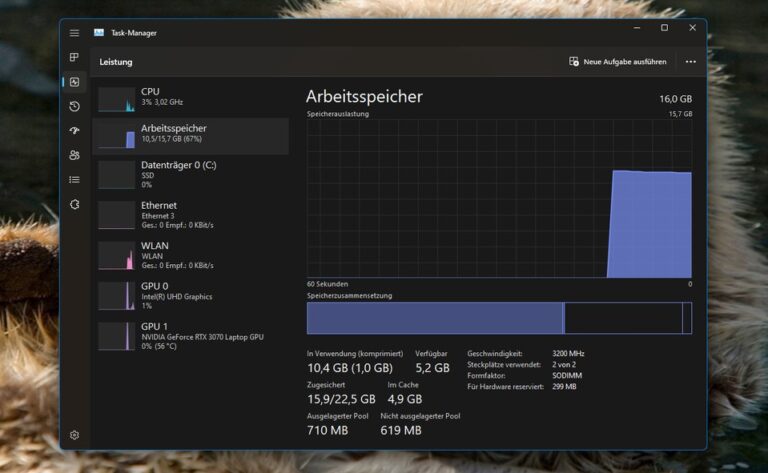 Task-Manager
Leistung
Neue Aufgabe ausführen
CPU
3% 3,02 GHz
Arbeitsspeicher
10,5/15,7 GB (67%)
Datenträger 0 (C:)
SSD
0%
Ethernet
Ethernet 3
Ges.: 0 Empf.: 0 KBit/s
WLAN
WLAN
Ges.: 0 Empf.: 0 KBit/s
GPU 0
Intel(R) UHD Graphics
1%
GPU 1
NVIDIA GeForce RTX 3070 Laptop GPU
0% (56 °C)
Arbeitsspeicher 16,0 GB
Speicherauslastung 15,7 GB
60 Sekunden 0
Speicherzusammensetzung
In Verwendung (komprimiert) Verfügbar
10,4 GB (1,0 GB) 5,2 GB
Zugesichert Im Cache
15,9/22,5 GB 4,9 GB
Ausgelagerter Pool Nicht ausgelagerter Pool
710 MB 619 MB
Geschwindigkeit: 3200 MHz
Steckplätze verwendet: 2 von 2
Formfaktor: SODIMM
Für Hardware reserviert: 299 MB